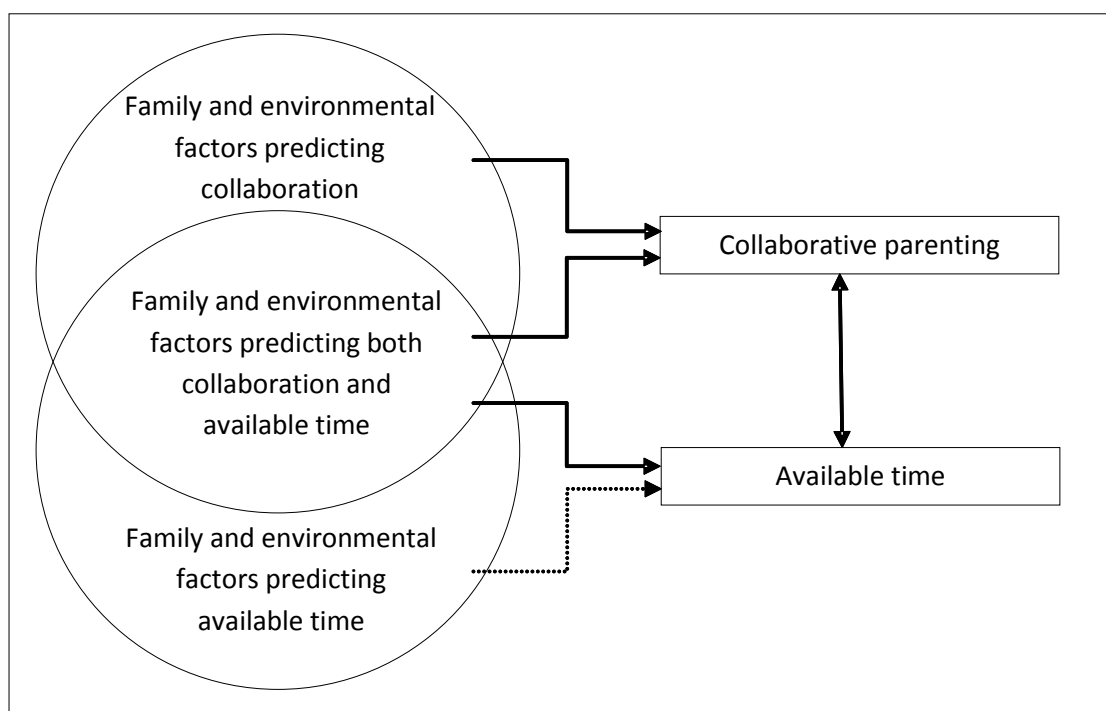 Family and environmental
factors predicting
collaboration
Family and environmental
factors predicting both
collaboration and
available time
Family and environmental
factors predicting
available time
Collaborative parenting
Available time